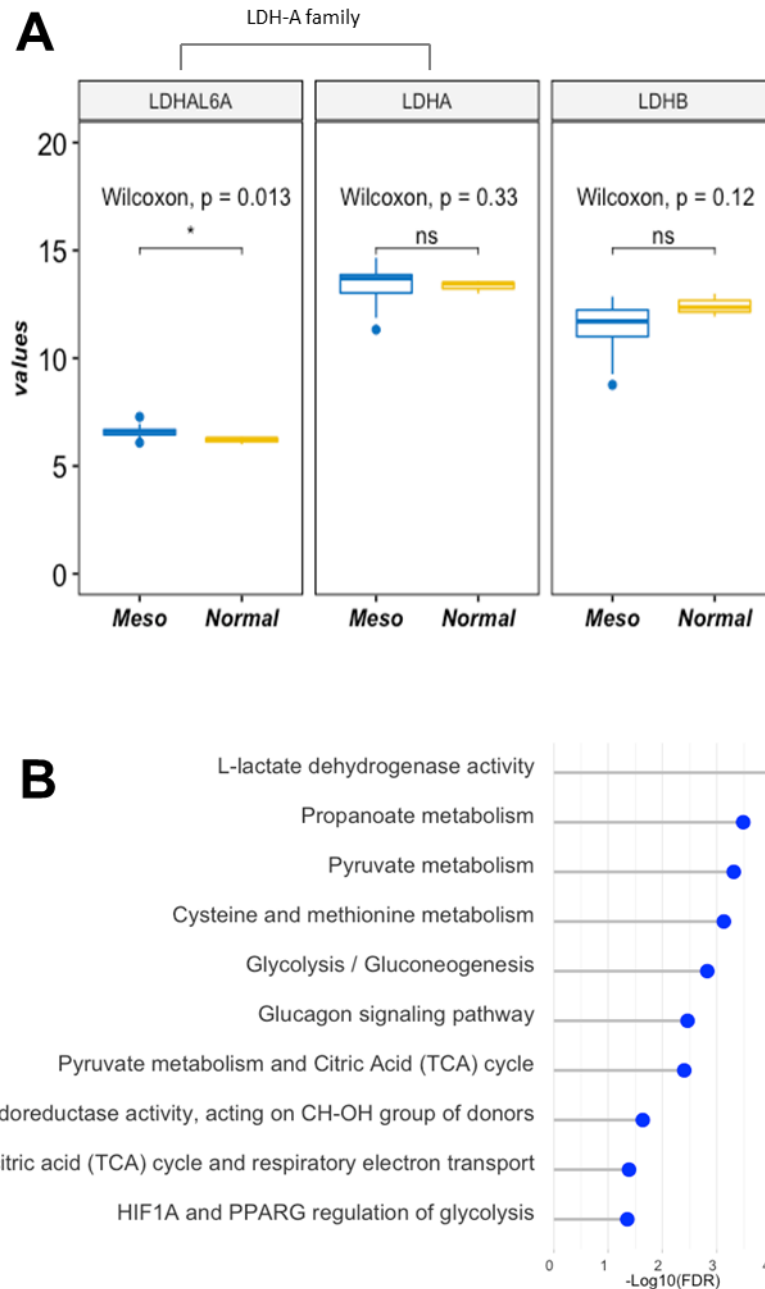 A
LDH-A family
LDHAL6A LDHA LDHB
20
Wilcoxon, p = 0.013 Wilcoxon, p = 0.33 Wilcoxon, p = 0.12
* ns ns
15
values
10
5
0
Meso Normal Meso Normal Meso Normal
B
L-lactate dehydrogenase activity
Propanoate metabolism
Pyruvate metabolism
Cysteine and methionine metabolism
Glycolysis / Gluconeogenesis
Glucagon signaling pathway
Pyruvate metabolism and Citric Acid (TCA) cycle
doreductase activity, acting on CH-OH group of donors
itric acid (TCA) cycle and respiratory electron transport
HIF1A and PPARG regulation of glycolysis
0 1 2 3 4
-Log10(FDR)